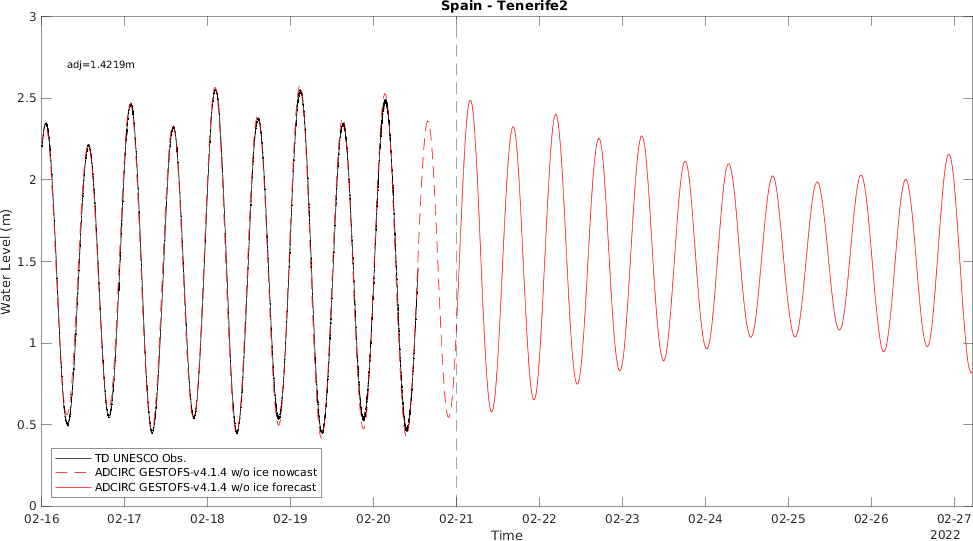 Spain - Tenerife2
adj=1.4219m
3
2.5
2
1.5
1
0.5
0
Water Level (m)
TD UNESCO Obs.
ADCIRC GESTOFS-v4.1.4 w/o ice nowcast
ADCIRC GESTOFS-v4.1.4 w/o ice forecast
02-16 02-17 02-18 02-19 02-20 02-21 02-22 02-23 02-24 02-25 02-26 02-27
Time
2022